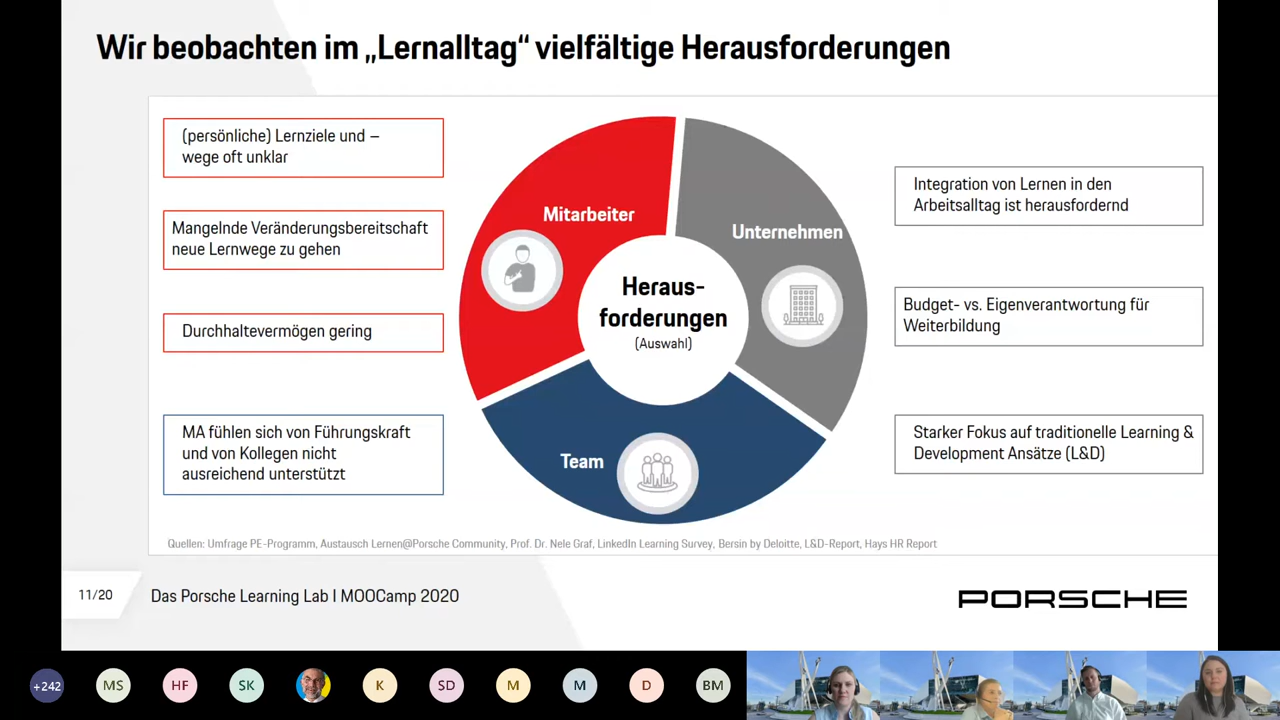 Wir beobachten im „Lernalltag“ vielfältige Herausforderungen
(persönliche) Lernziele und –
wege oft unklar
Mangelnde Veränderungsbereitschaft
neue Lernwege zu gehen
Durchhaltevermögen gering
MA fühlen sich von Führungskraft
und von Kollegen nicht
ausreichend unterstützt
Mitarbeiter
Unternehmen
Heraus-
forderungen
(Auswahl)
Team
Integration von Lernen in den
Arbeitsalltag ist herausfordernd
Budget- vs. Eigenverantwortung für
Weiterbildung
Starker Fokus auf traditionelle Learning &
Development Ansätze (L&D)
Quellen: Umfrage PE-Programm, Austausch Lernen@Porsche Community, Prof. Dr. Nele Graf, LinkedIn Learning Survey, Bersin by Deloitte, L&D-Report, Hays HR Report
11/20
Das Porsche Learning Lab I MOOCamp 2020
PORSCHE
+242
MS
HF
SK
K
SD
M
M
D
BM